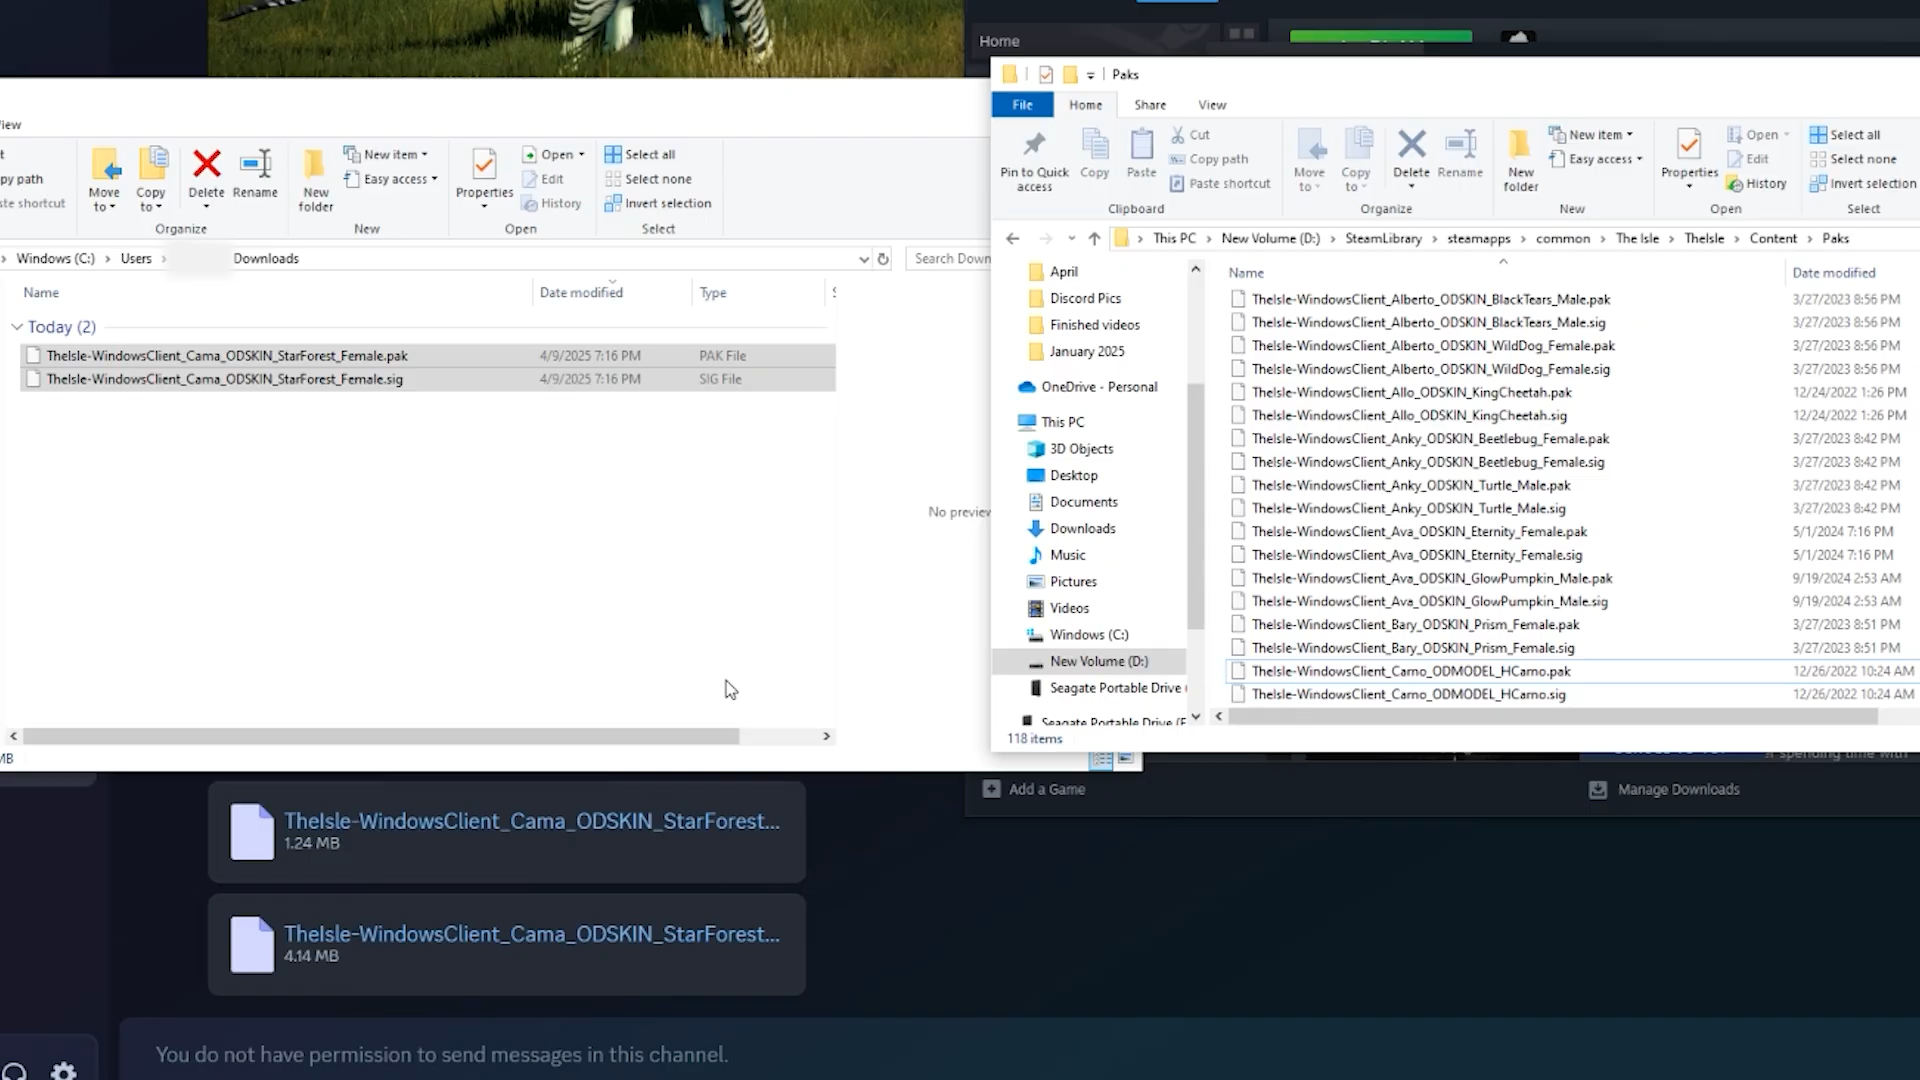 Home
Paks
File
Home
Share
View
Pin to Quick access
Copy
Paste
Cut
Copy path
Paste shortcut
Clipboard
Move to
Copy to
Delete
Rename
Organize
New folder
New item
Easy access
New
Properties
Open
Edit
History
Open
Select all
Select none
Invert selection
Select
This PC > New Volume (D:) > SteamLibrary > steamapps > common > The Isle > TheIsle > Content > Paks
April
Discord Pics
Finished videos
January 2025
OneDrive - Personal
This PC
3D Objects
Desktop
Documents
Downloads
Music
Pictures
Videos
Windows (C:)
New Volume (D:)
Seagate Portable Drive
Seagate Portable Drive (F
118 items
Name Date modified
TheIsle-WindowsClient_Alberto_ODSKIN_BlackTears_Male.pak 3/27/2023 8:56 PM
TheIsle-WindowsClient_Alberto_ODSKIN_BlackTears_Male.sig 3/27/2023 8:56 PM
TheIsle-WindowsClient_Alberto_ODSKIN_WildDog_Female.pak 3/27/2023 8:56 PM
TheIsle-WindowsClient_Alberto_ODSKIN_WildDog_Female.sig 3/27/2023 8:56 PM
TheIsle-WindowsClient_Allo_ODSKIN_KingCheetah.pak 12/24/2022 1:26 PM
TheIsle-WindowsClient_Allo_ODSKIN_KingCheetah.sig 12/24/2022 1:26 PM
TheIsle-WindowsClient_Anky_ODSKIN_Beetlebug_Female.pak 3/27/2023 8:42 PM
TheIsle-WindowsClient_Anky_ODSKIN_Beetlebug_Female.sig 3/27/2023 8:42 PM
TheIsle-WindowsClient_Anky_ODSKIN_Turtle_Male.pak 3/27/2023 8:42 PM
TheIsle-WindowsClient_Anky_ODSKIN_Turtle_Male.sig 3/27/2023 8:42 PM
TheIsle-WindowsClient_Ava_ODSKIN_Eternity_Female.pak 5/1/2024 7:16 PM
TheIsle-WindowsClient_Ava_ODSKIN_Eternity_Female.sig 5/1/2024 7:16 PM
TheIsle-WindowsClient_Ava_ODSKIN_GlowPumpkin_Male.pak 9/19/2024 2:53 AM
TheIsle-WindowsClient_Ava_ODSKIN_GlowPumpkin_Male.sig 9/19/2024 2:53 AM
TheIsle-WindowsClient_Bary_ODSKIN_Prism_Female.pak 3/27/2023 8:51 PM
TheIsle-WindowsClient_Bary_ODSKIN_Prism_Female.sig 3/27/2023 8:51 PM
TheIsle-WindowsClient_Carno_ODMODEL_HCarno.pak 12/26/2022 10:24 AM
TheIsle-WindowsClient_Carno_ODMODEL_HCarno.sig 12/26/2022 10:24 AM
iew
t
py path
ste shortcut
Move to
Copy to
Delete
Rename
Organize
New folder
New item
Easy access
New
Properties
Open
Edit
History
Open
Select all
Select none
Invert selection
Select
Windows (C:) > Users > Downloads
Search Down
Name Date modified Type
Today (2)
TheIsle-WindowsClient_Cama_ODSKIN_StarForest_Female.pak 4/9/2025 7:16 PM PAK File
TheIsle-WindowsClient_Cama_ODSKIN_StarForest_Female.sig 4/9/2025 7:16 PM SIG File
No preview
MB
Add a Game
Manage Downloads
spending time with
TheIsle-WindowsClient_Cama_ODSKIN_StarForest...
1.24 MB
TheIsle-WindowsClient_Cama_ODSKIN_StarForest...
4.14 MB
You do not have permission to send messages in this channel.